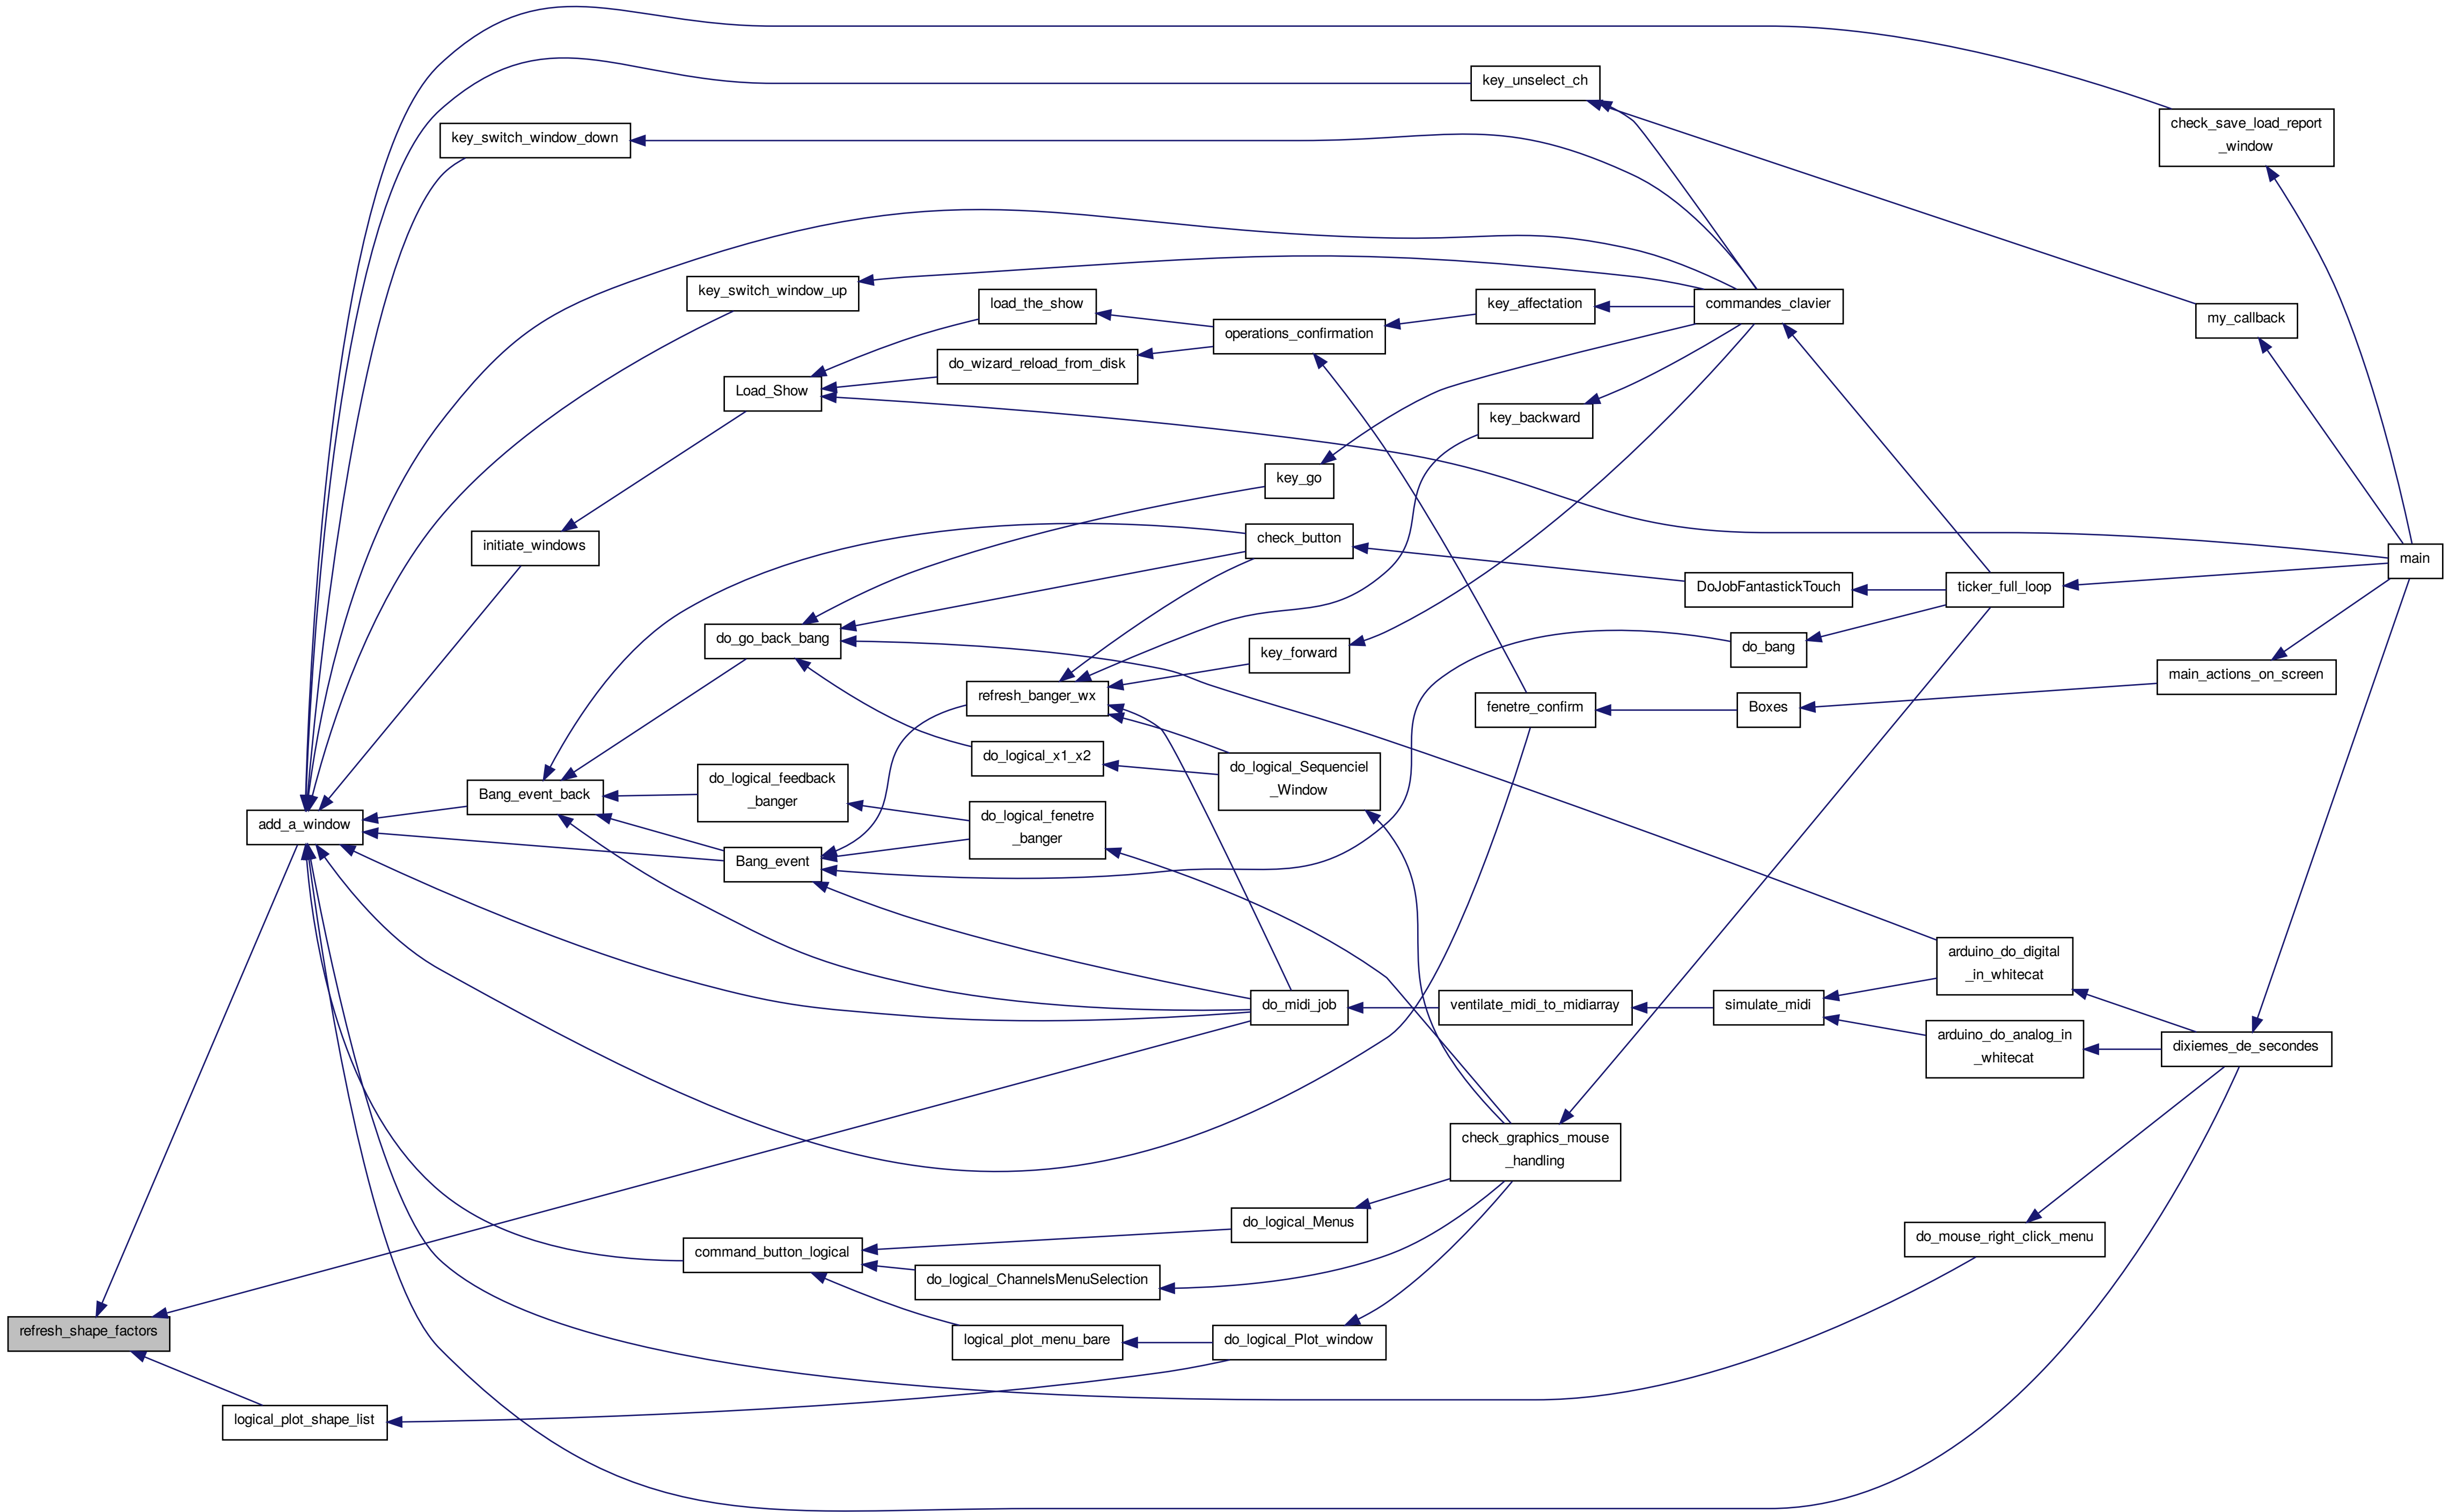 key_unselect_ch
check_save_load_report
_window
key_switch_window_down
key_switch_window_up
load_the_show
key_affectation
commandes_clavier
my_callback
operations_confirmation
do_wizard_reload_from_disk
Load_Show
key_backward
key_go
initiate_windows
check_button
main
DoJobFantastickTouch
ticker_full_loop
do_go_back_bang
key_forward
do_bang
main_actions_on_screen
refresh_banger_wx
fenetre_confirm
Boxes
do_logical_x1_x2
do_logical_Sequenciel
_Window
do_logical_feedback
_banger
Bang_event_back
do_logical_fenetre
_banger
add_a_window
Bang_event
arduino_do_digital
_in_whitecat
do_midi_job
ventilate_midi_to_midiarray
simulate_midi
arduino_do_analog_in
_whitecat
dixiemes_de_secondes
check_graphics_mouse
_handling
do_logical_Menus
do_mouse_right_click_menu
command_button_logical
do_logical_ChannelsMenuSelection
refresh_shape_factors
logical_plot_menu_bare
do_logical_Plot_window
logical_plot_shape_list